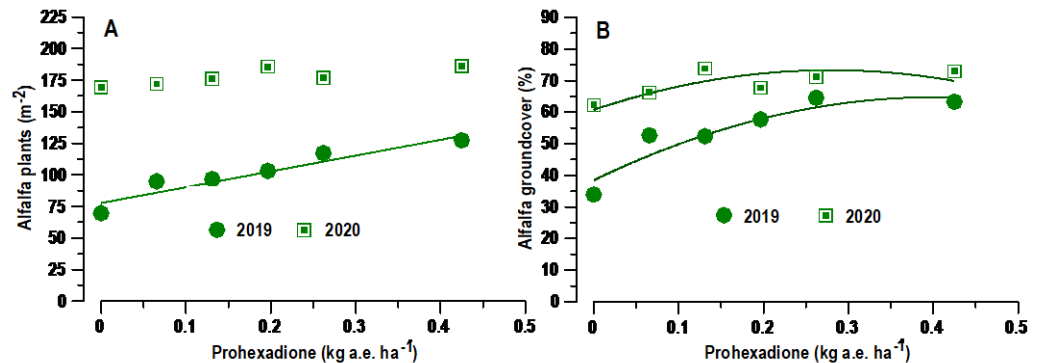 A
Alfalfa plants (m-2)
225
200
175
150
125
100
75
50
25
0
2019 2020
0 0.1 0.2 0.3 0.4 0.5
Prohexadione (kg a.e. ha-1)
B
Alfalfa groundcover (%)
90
80
70
60
50
40
30
20
10
0
2019 2020
0 0.1 0.2 0.3 0.4 0.5
Prohexadione (kg a.e. ha-1)